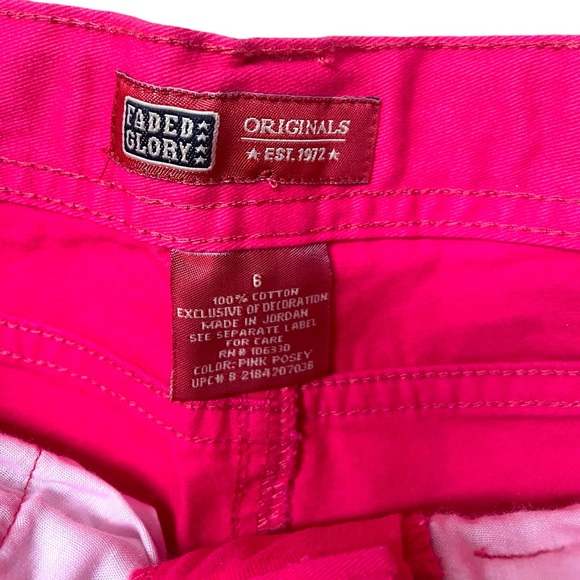 FADED
GLORY
ORIGINALS
★ EST. 1972 ★
6
100% COTTON
EXCLUSIVE OF DECORATION
MADE IN JORDAN
SEE SEPARATE LABEL
FOR CARE
RN# 106330
COLOR: PINK POSEY
UPC# 8 2184207036